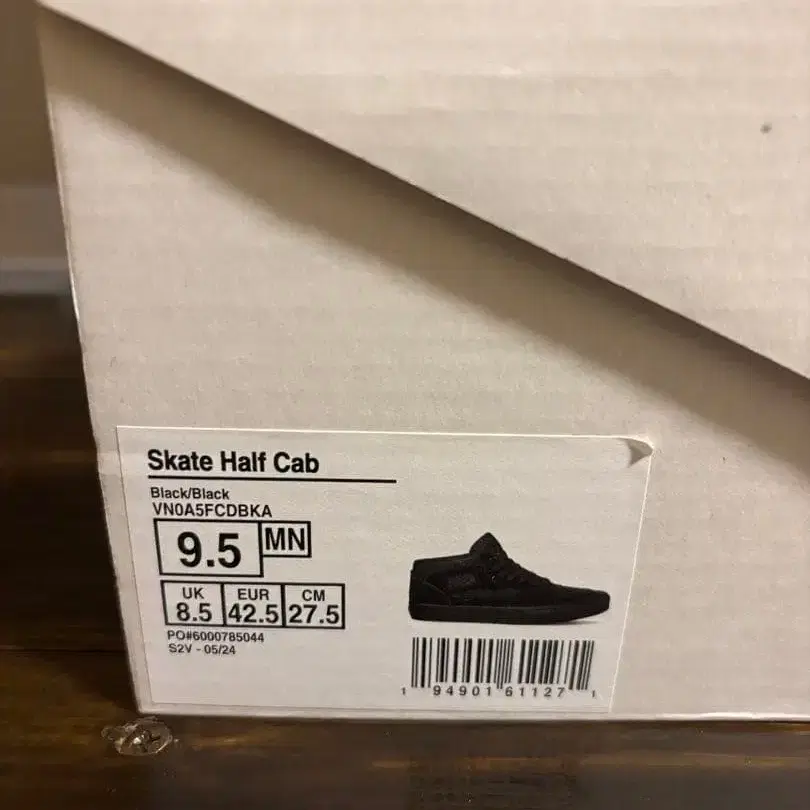 Skate Half Cab
Black/Black
VN0A5FCDBKA
9.5 MN
UK EUR CM
8.5 42.5 27.5
PO#6000785044
S2V - 05/24
1 94901 61127 1